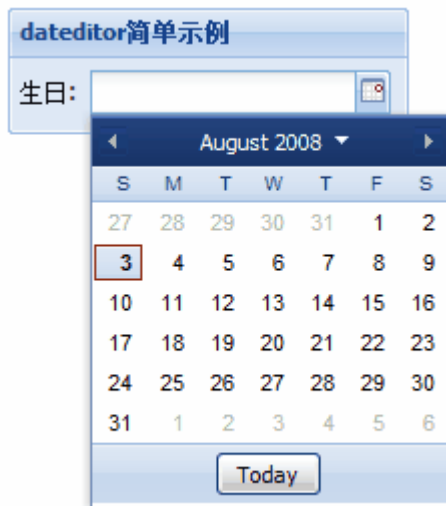 dateditor简单示例
生日:
August 2008
S M T W T F S
27 28 29 30 31 1 2
3 4 5 6 7 8 9
10 11 12 13 14 15 16
17 18 19 20 21 22 23
24 25 26 27 28 29 30
31 1 2 3 4 5 6
Today